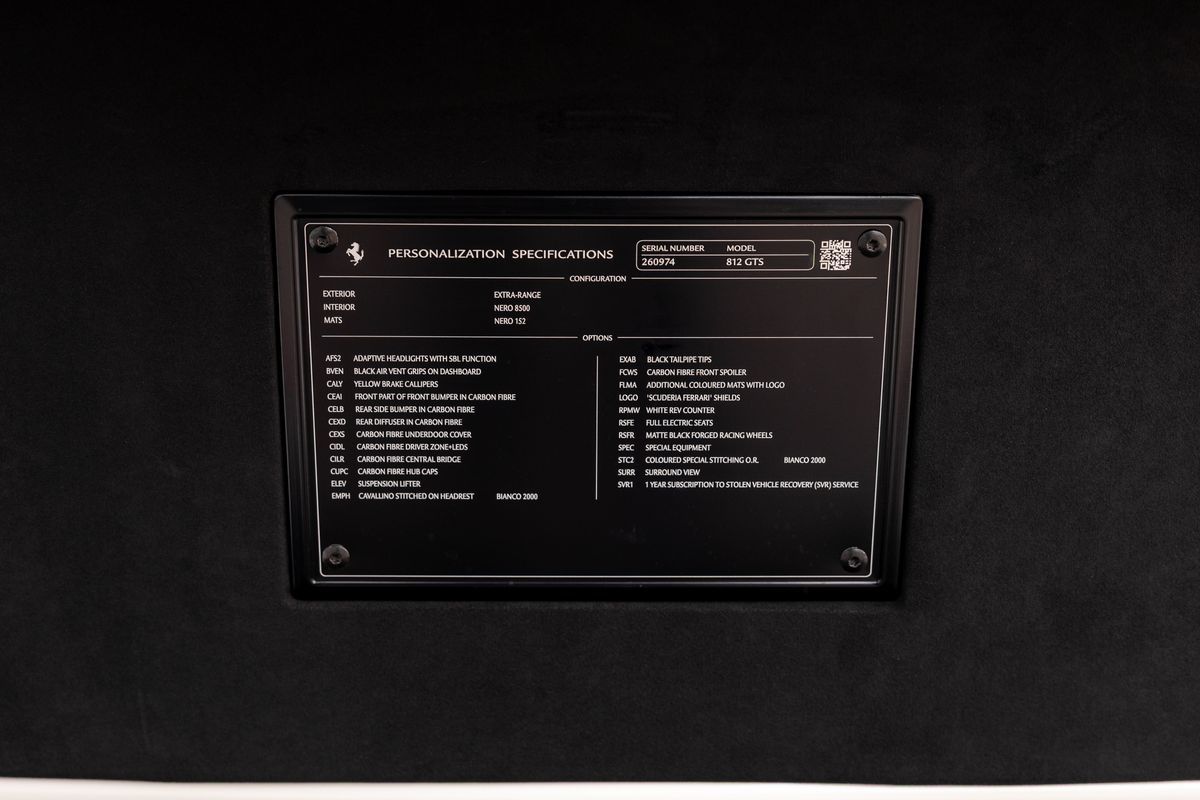 PERSONALIZATION SPECIFICATIONS
SERIAL NUMBER MODEL
260974 812 GTS
CONFIGURATION
EXTERIOR EXTRA-RANGE
INTERIOR NERO 8500
MATS NERO 152
OPTIONS
AFS2 ADAPTIVE HEADLIGHTS WITH SBL FUNCTION
BVEN BLACK AIR VENT GRIPS ON DASHBOARD
CALY YELLOW BRAKE CALLIPERS
CEAI FRONT PART OF FRONT BUMPER IN CARBON FIBRE
CELB REAR SIDE BUMPER IN CARBON FIBRE
CEXD REAR DIFFUSER IN CARBON FIBRE
CEXS CARBON FIBRE UNDERDOOR COVER
CIDL CARBON FIBRE DRIVER ZONE+LEDS
CILR CARBON FIBRE CENTRAL BRIDGE
CUPC CARBON FIBRE HUB CAPS
ELEV SUSPENSION LIFTER
EMPH CAVALLINO STITCHED ON HEADREST BIANCO 2000
EXAB BLACK TAILPIPE TIPS
FCWS CARBON FIBRE FRONT SPOILER
FLMA ADDITIONAL COLOURED MATS WITH LOGO
LOGO 'SCUDERIA FERRARI' SHIELDS
RPMW WHITE REV COUNTER
RSFE FULL ELECTRIC SEATS
RSFR MATTE BLACK FORGED RACING WHEELS
SPEC SPECIAL EQUIPMENT
STC2 COLOURED SPECIAL STITCHING O.R. BIANCO 2000
SURR SURROUND VIEW
SVR1 1 YEAR SUBSCRIPTION TO STOLEN VEHICLE RECOVERY (SVR) SERVICE